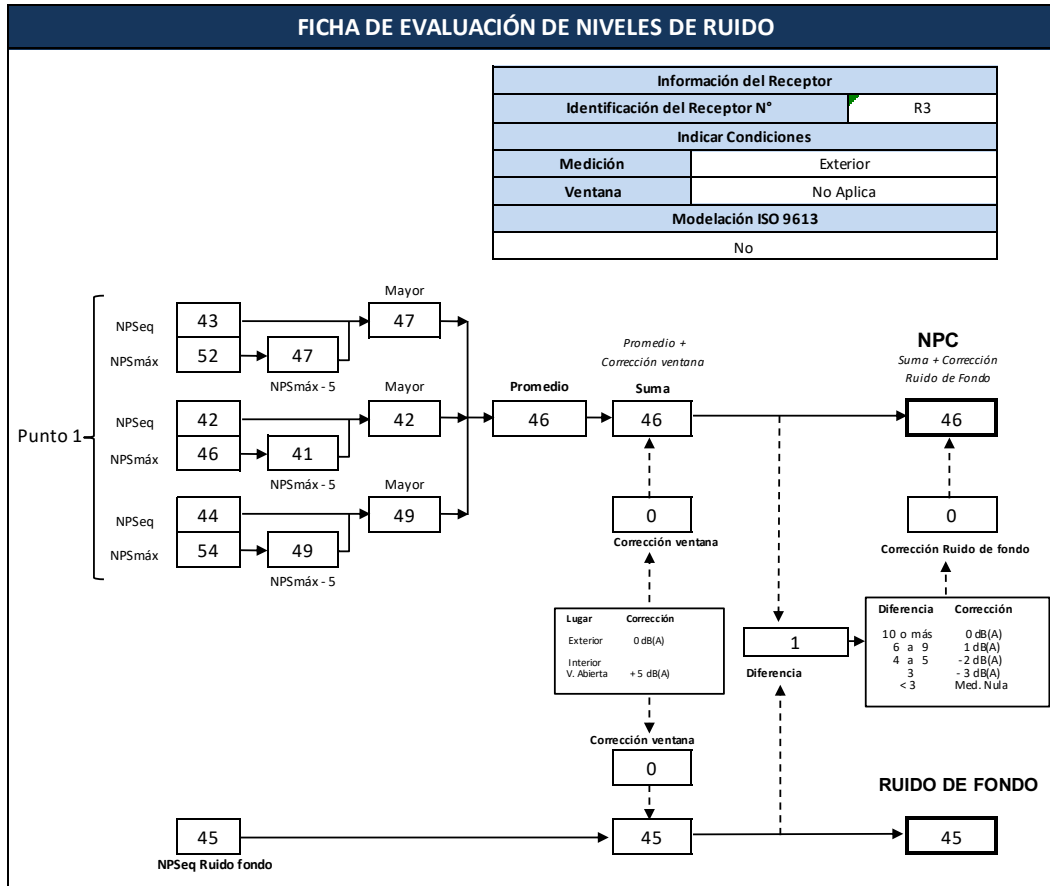 FICHA DE EVALUACIÓN DE NIVELES DE RUIDO
Información del Receptor
Identificación del Receptor N° R3
Indicar Condiciones
Medición Exterior
Ventana No Aplica
Modelación ISO 9613
No
Punto 1
NPSeq 43
NPSmáx 52
47
NPSmáx - 5
Mayor
47
NPSeq 42
NPSmáx 46
41
NPSmáx - 5
Mayor
42
NPSeq 44
NPSmáx 54
49
NPSmáx - 5
Mayor
49
Promedio
46
Promedio +
Corrección ventana
Suma
46
NPC
Suma + Corrección
Ruido de Fondo
46
0
Corrección ventana
0
Corrección Ruido de fondo
Lugar Corrección
Exterior 0 dB(A)
Interior
V. Abierta + 5 dB(A)
1
Diferencia
Diferencia Corrección
10 o más 0 dB(A)
6 a 9 1 dB(A)
4 a 5 -2 dB(A)
3 - 3 dB(A)
< 3 Med. Nula
Corrección ventana
0
45
NPSeq Ruido fondo
45
RUIDO DE FONDO
45